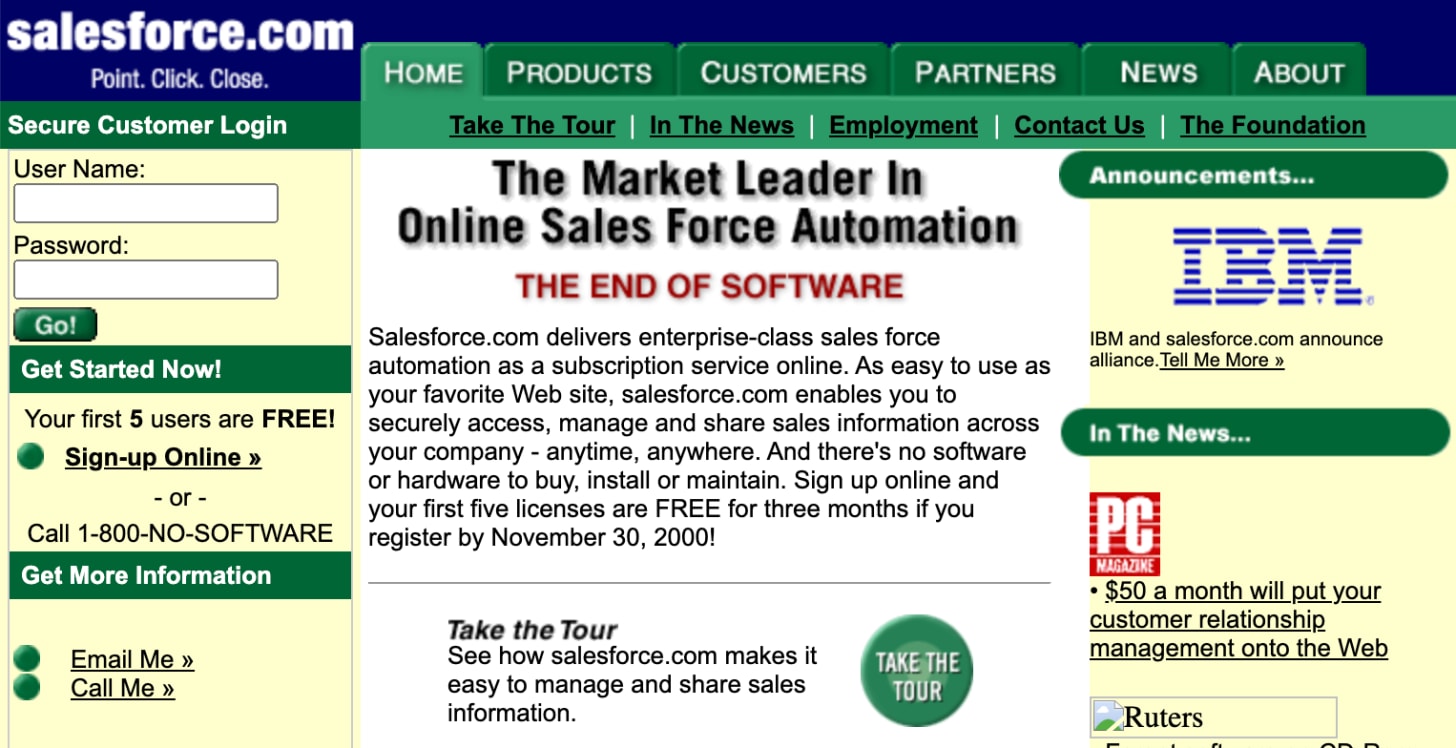 salesforce.com
Point. Click. Close.
HOME
PRODUCTS
CUSTOMERS
PARTNERS
NEWS
ABOUT
Secure Customer Login
Take The Tour | In The News | Employment | Contact Us | The Foundation
User Name:
Password:
Go!
Get Started Now!
Your first 5 users are FREE!
Sign-up Online »
- or -
Call 1-800-NO-SOFTWARE
Get More Information
Email Me »
Call Me »
The Market Leader In
Online Sales Force Automation
THE END OF SOFTWARE
Salesforce.com delivers enterprise-class sales force
automation as a subscription service online. As easy to use as
your favorite Web site, salesforce.com enables you to
securely access, manage and share sales information across
your company - anytime, anywhere. And there's no software
or hardware to buy, install or maintain. Sign up online and
your first five licenses are FREE for three months if you
register by November 30, 2000!
Take the Tour
See how salesforce.com makes it
easy to manage and share sales
information.
TAKE THE
TOUR
Announcements...
IBM®
IBM and salesforce.com announce
alliance.Tell Me More »
In The News...
PC
MAGAZINE
• $50 a month will put your
customer relationship
management onto the Web
Ruters